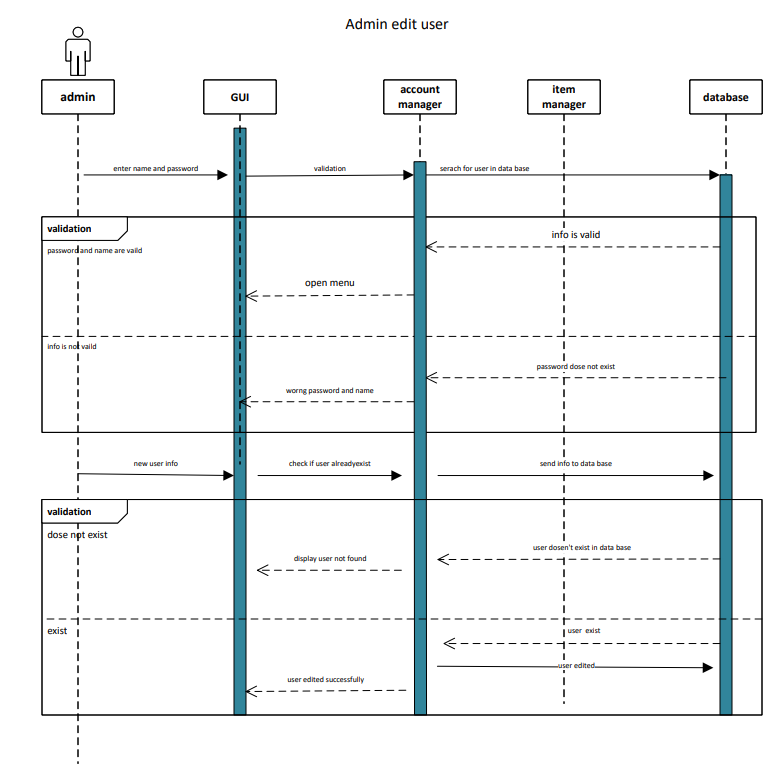 Admin edit user
admin
GUI
account
manager
item
manager
database
enter name and password
validation
serach for user in data base
validation
password and name are vaild
info is valid
open menu
info is not vaild
password dose not exist
worng password and name
new user info
check if user alreadyexist
send info to data base
validation
dose not exist
user dosen't exist in data base
display user not found
exist
user exist
user edited
user edited successfully